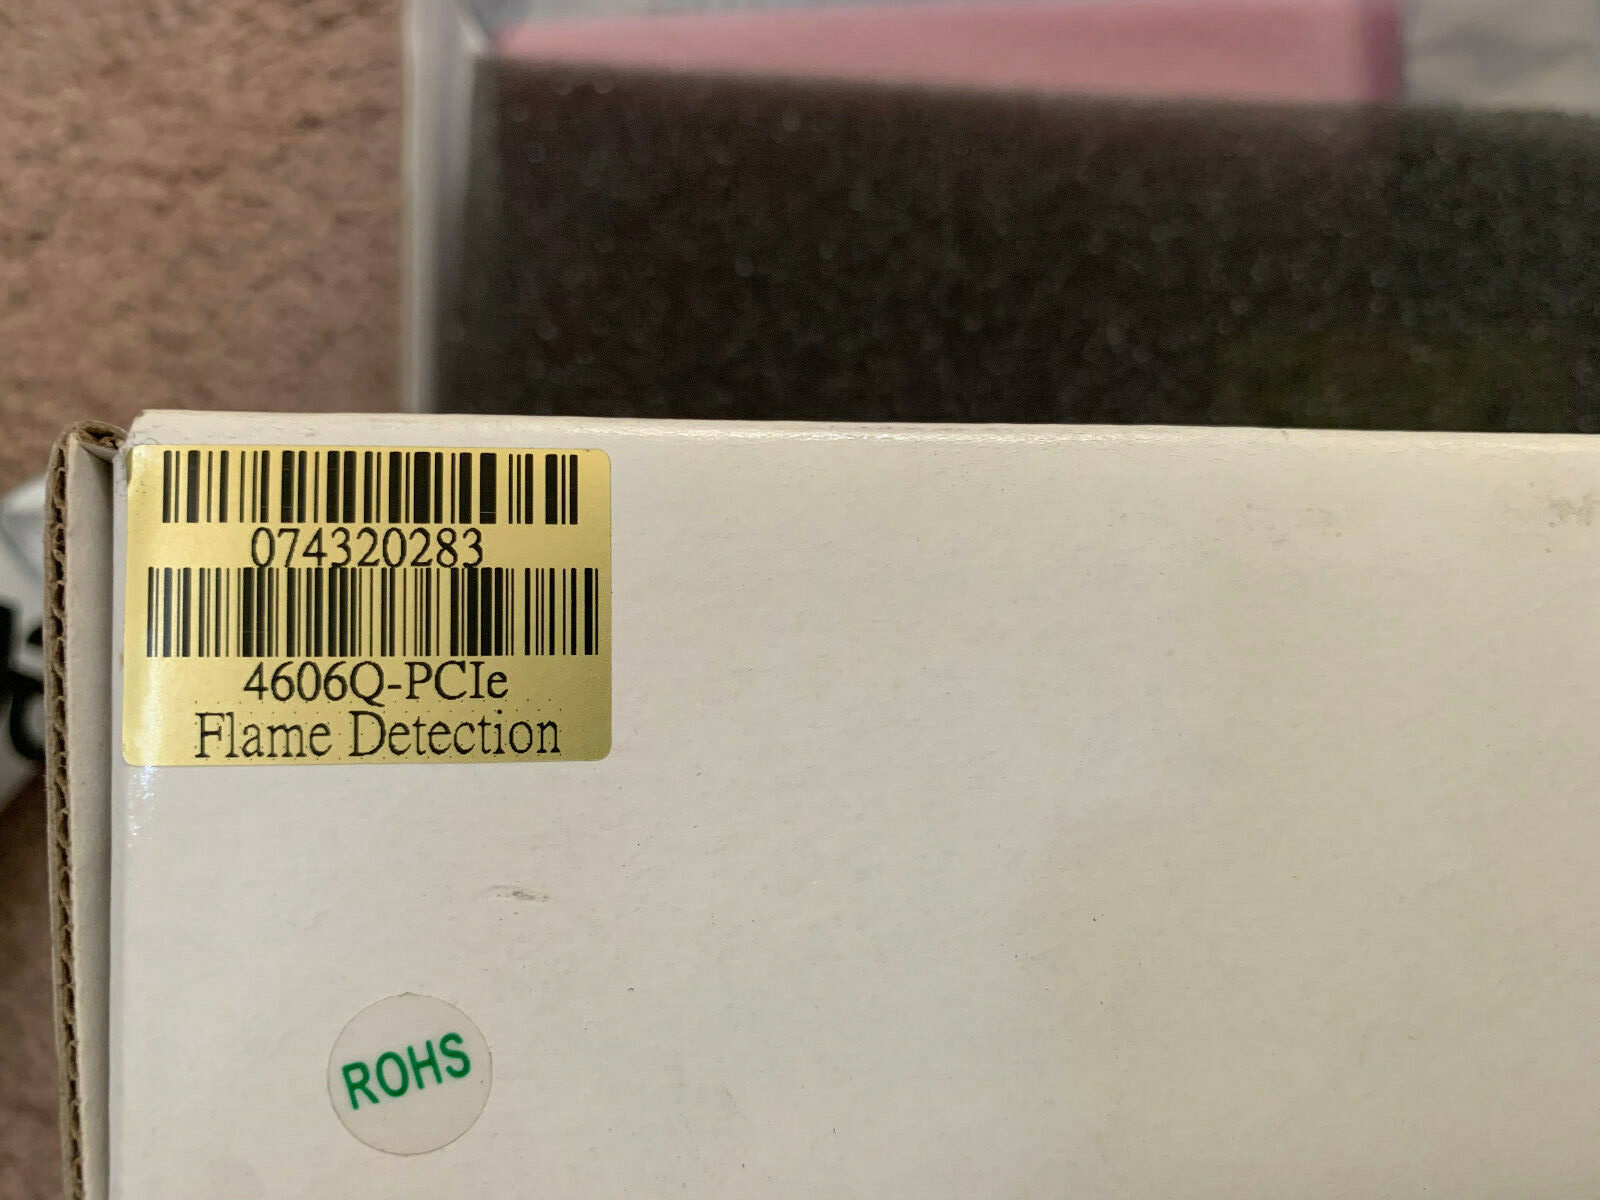 074320283
4606Q-PCIe
Flame Detection
ROHS